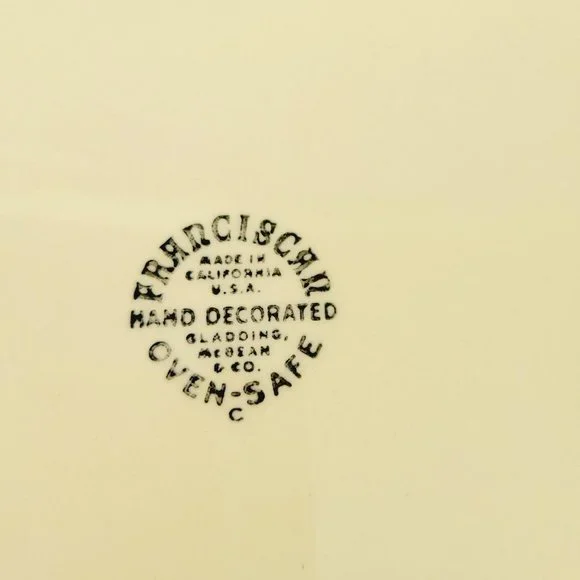 FRANCISCAN
MADE IN
CALIFORNIA
U.S.A.
HAND DECORATED
GLADDING,
McBEAN
& CO.
OVEN-SAFE
C